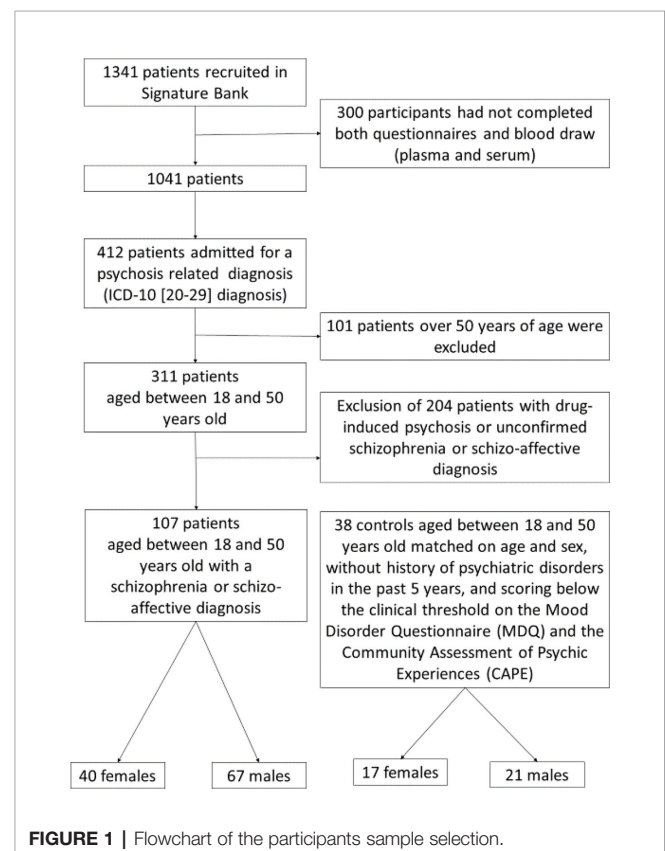 1341 patients recruited in
Signature Bank
300 participants had not completed
both questionnaires and blood draw
(plasma and serum)
1041 patients
412 patients admitted for a
psychosis related diagnosis
(ICD-10 [20-29] diagnosis)
101 patients over 50 years of age were
excluded
311 patients
aged between 18 and 50
years old
Exclusion of 204 patients with drug-
induced psychosis or unconfirmed
schizophrenia or schizo-affective
diagnosis
107 patients
aged between 18 and 50
years old with a
schizophrenia or schizo-
affective diagnosis
38 controls aged between 18 and 50
years old matched on age and sex,
without history of psychiatric disorders
in the past 5 years, and scoring below
the clinical threshold on the Mood
Disorder Questionnaire (MDQ) and the
Community Assessment of Psychic
Experiences (CAPE)
40 females
67 males
17 females
21 males
FIGURE 1 | Flowchart of the participants sample selection.